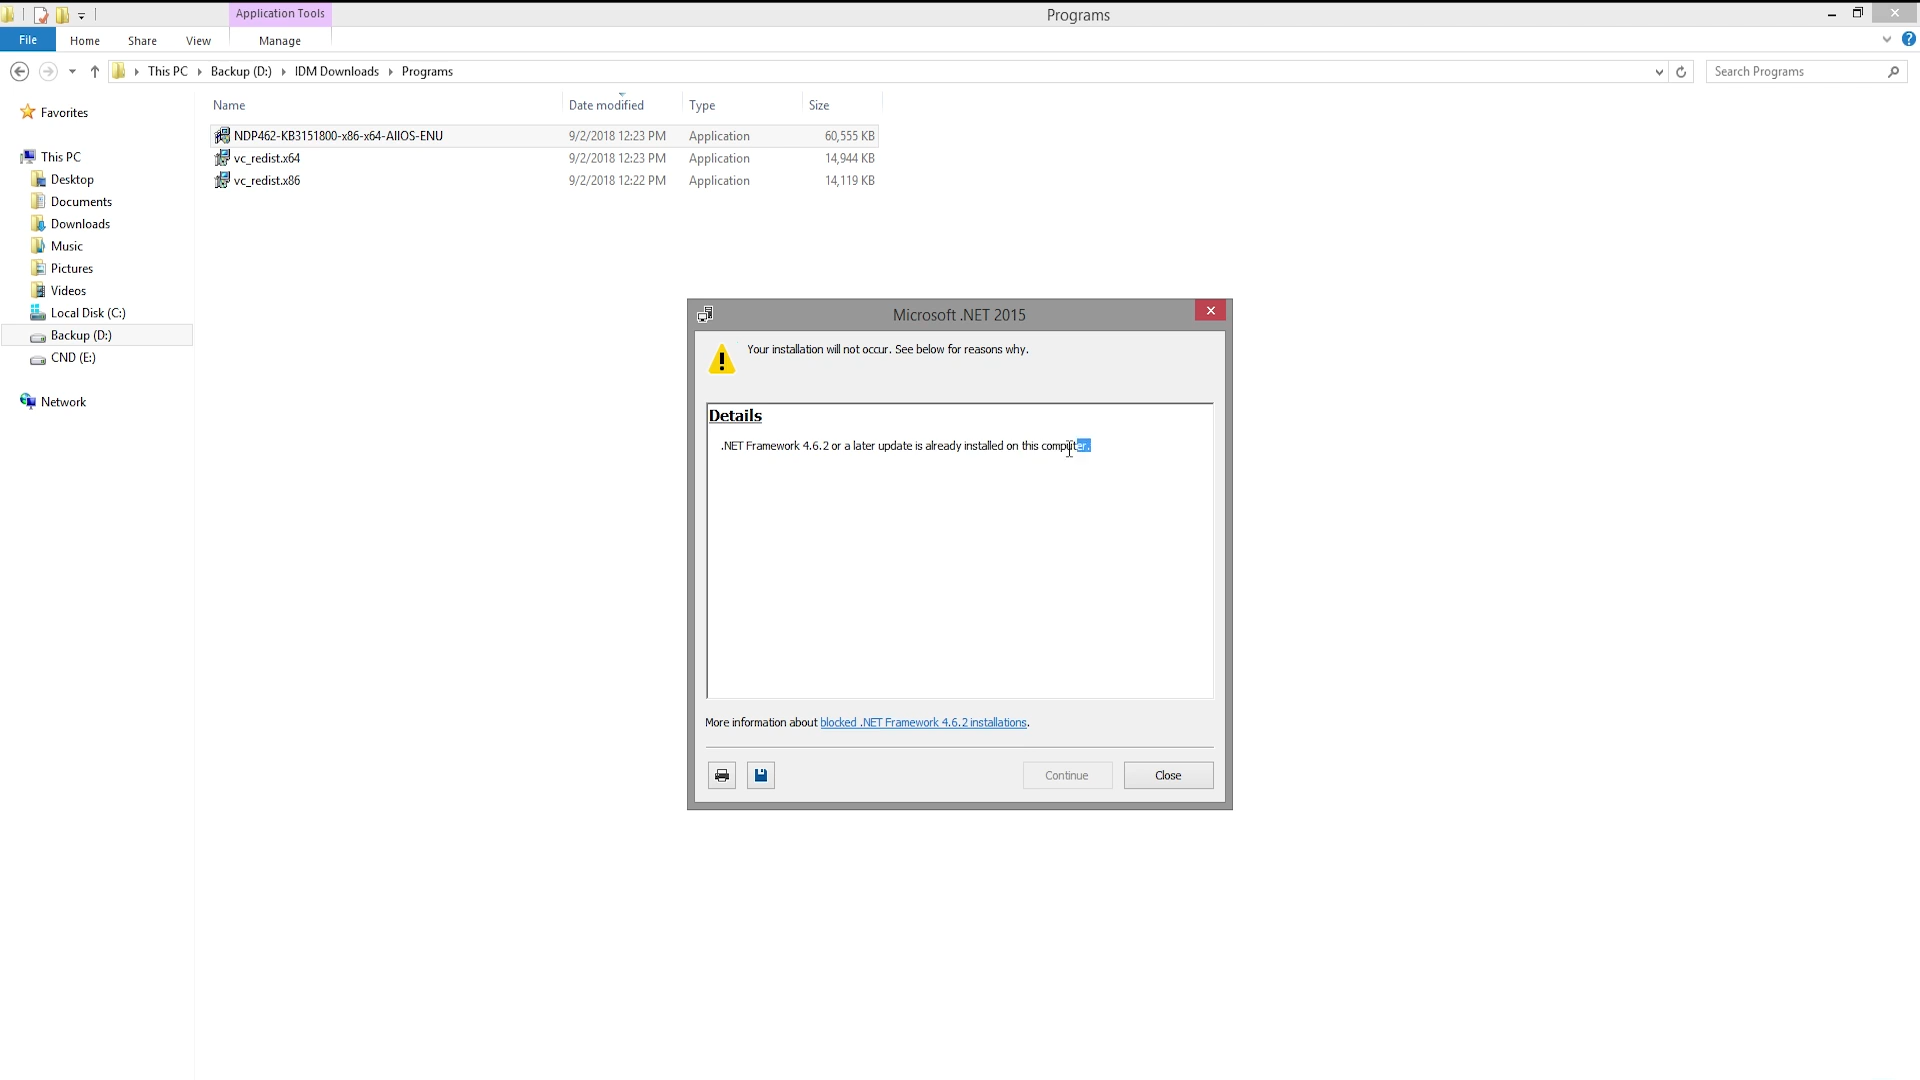 Application Tools
Programs
File
Home
Share
View
Manage
This PC
Backup (D:)
IDM Downloads
Programs
Search Programs
Favorites
This PC
Desktop
Documents
Downloads
Music
Pictures
Videos
Local Disk (C:)
Backup (D:)
CND (E:)
Network
Name Date modified Type Size
NDP462-KB3151800-x86-x64-AllOS-ENU 9/2/2018 12:23 PM Application 60,555 KB
vc_redist.x64 9/2/2018 12:23 PM Application 14,944 KB
vc_redist.x86 9/2/2018 12:22 PM Application 14,119 KB
Microsoft .NET 2015
Your installation will not occur. See below for reasons why.
Details
.NET Framework 4.6.2 or a later update is already installed on this computer.
More information about blocked .NET Framework 4.6.2 installations.
Continue
Close